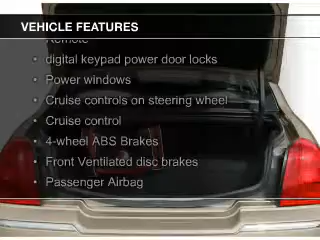 VEHICLE FEATURES
Remote
• digital keypad power door locks
• Power windows
• Cruise controls on steering wheel
• Cruise control
• 4-wheel ABS Brakes
• Front Ventilated disc brakes
• Passenger Airbag